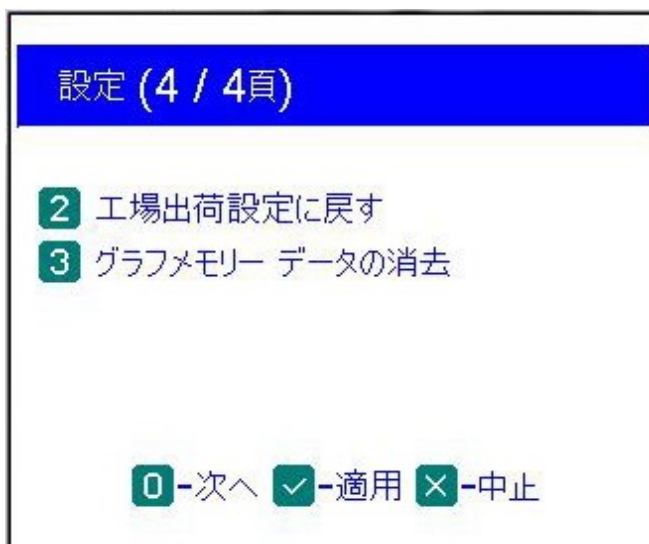 設定 (4 / 4頁)
2 工場出荷設定に戻す
3 グラフメモリー データの消去
0-次へ ✓-適用 ×-中止